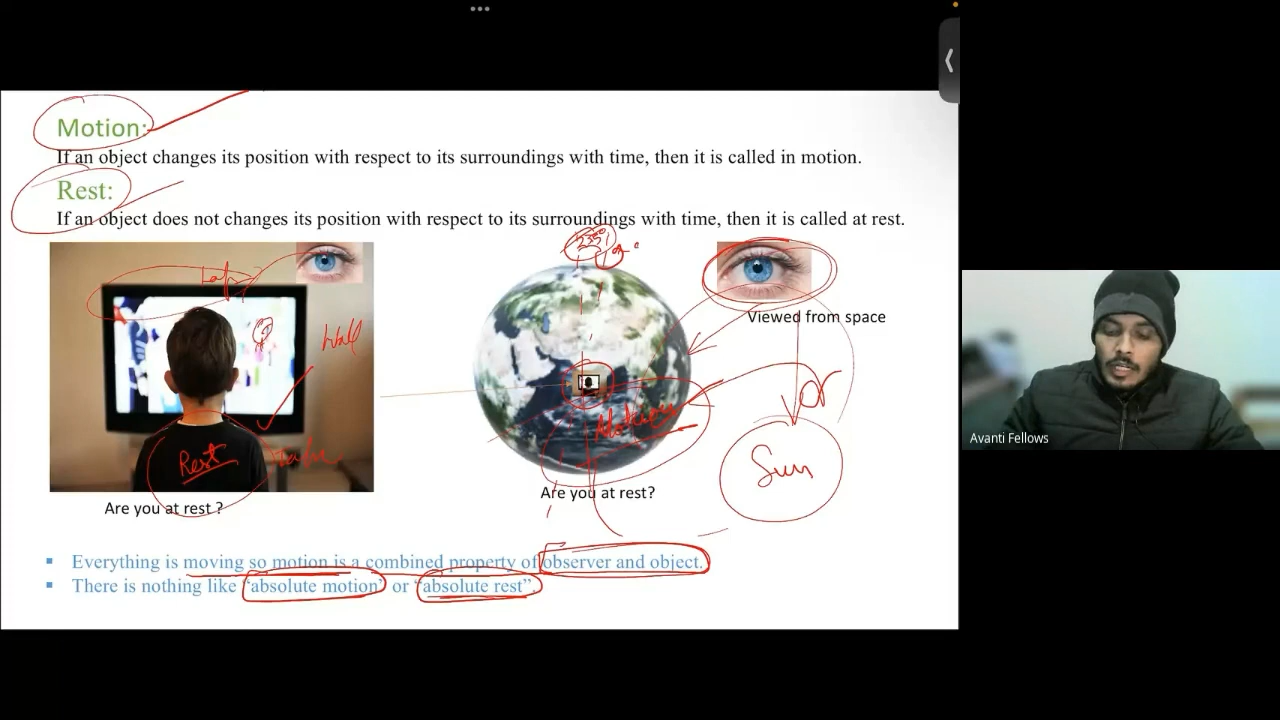 Motion:
If an object changes its position with respect to its surroundings with time, then it is called in motion.
Rest:
If an object does not changes its position with respect to its surroundings with time, then it is called at rest.
Viewed from space
Wall
or
Motion
Rest
Sun
Avanti Fellows
Are you at rest ?
Are you at rest?
▪ Everything is moving so motion is a combined property of observer and object.
▪ There is nothing like “absolute motion” or “absolute rest”.